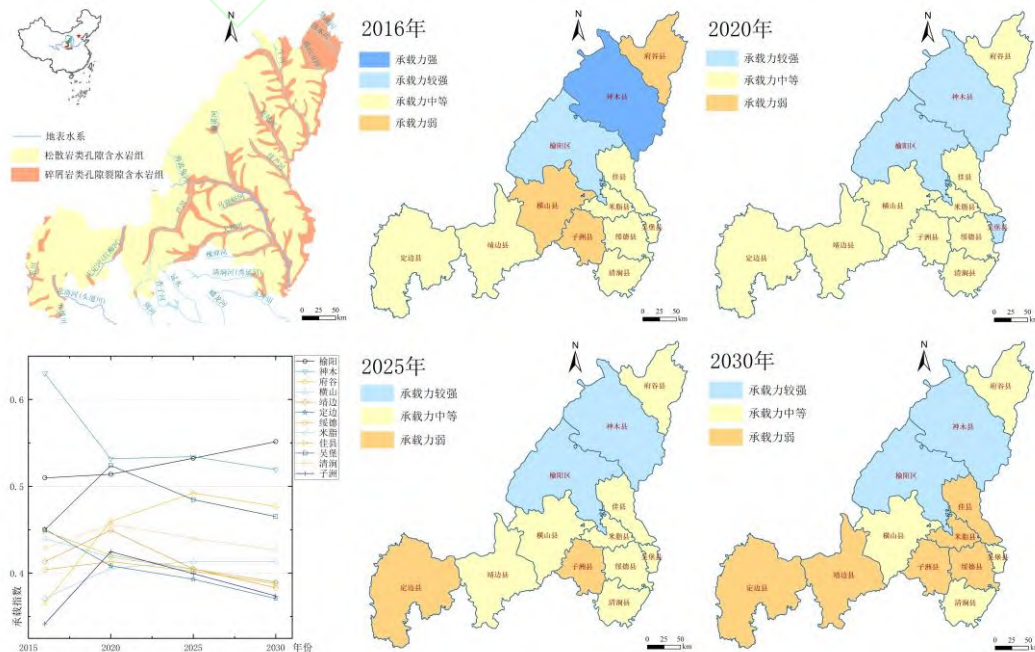 N
地表水系
松散岩类孔隙含水岩组
碎屑岩类孔隙裂隙含水岩组
0 25 50
km
2016年
承载力强
承载力较强
承载力中等
承载力弱
N
府谷县
神木县
榆阳区
佳县
横山县
米脂县
吴堡县
子洲县
绥德县
靖边县
定边县
清涧县
0 25 50
km
2020年
承载力较强
承载力中等
承载力弱
N
府谷县
神木县
榆阳区
佳县
横山县
米脂县
吴堡县
子洲县
绥德县
靖边县
定边县
清涧县
0 25 50
km
承载指数
0.6
0.5
0.4
2015
2020
2025
2030
年份
榆阳
神木
府谷
横山
靖边
定边
绥德
米脂
佳县
吴堡
清涧
子洲
2025年
承载力较强
承载力中等
承载力弱
N
府谷县
神木县
榆阳区
佳县
横山县
米脂县
吴堡县
子洲县
绥德县
靖边县
定边县
清涧县
0 25 50
km
2030年
承载力较强
承载力中等
承载力弱
N
府谷县
神木县
榆阳区
佳县
横山县
米脂县
吴堡县
子洲县
绥德县
靖边县
定边县
清涧县
0 25 50
km